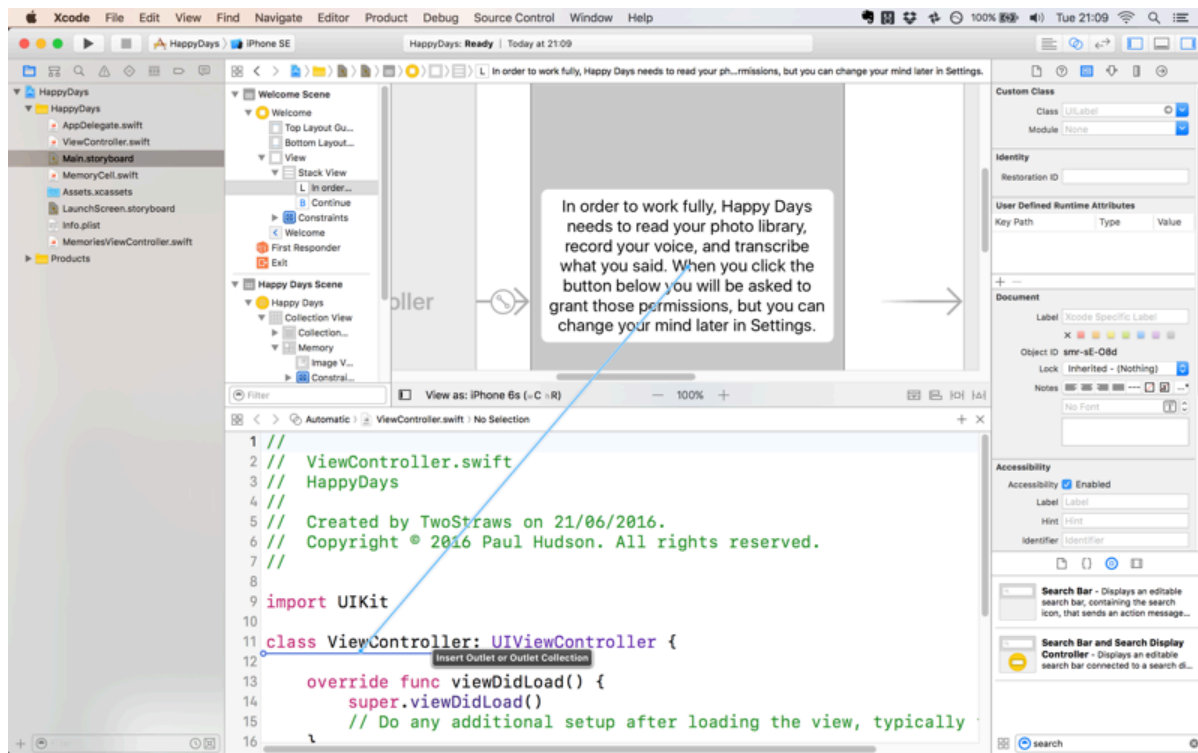 Xcode File Edit View Find Navigate Editor Product Debug Source Control Window Help 100% Tue 21:09
HappyDays iPhone SE HappyDays: Ready | Today at 21:09
In order to work fully, Happy Days needs to read your ph...rmissions, but you can change your mind later in Settings.
HappyDays
HappyDays
AppDelegate.swift
ViewController.swift
Main.storyboard
MemoryCell.swift
Assets.xcassets
LaunchScreen.storyboard
Info.plist
MemoriesViewController.swift
Products
Welcome Scene
Welcome
Top Layout Gu...
Bottom Layout...
View
Stack View
L In order...
B Continue
Constraints
Welcome
First Responder
Exit
Happy Days Scene
Happy Days
Collection View
Collection...
Memory
Image V...
Constrai...
Filter
oller
In order to work fully, Happy Days
needs to read your photo library,
record your voice, and transcribe
what you said. When you click the
button below you will be asked to
grant those permissions, but you can
change your mind later in Settings.
View as: iPhone 6s (wC hR) — 100% +
Automatic ViewController.swift No Selection
1 //
2 // ViewController.swift
3 // HappyDays
4 //
5 // Created by TwoStraws on 21/06/2016.
6 // Copyright © 2016 Paul Hudson. All rights reserved.
7 //
8
9 import UIKit
10
11 class ViewController: UIViewController {
Insert Outlet or Outlet Collection
12
13 override func viewDidLoad() {
14 super.viewDidLoad()
15 // Do any additional setup after loading the view, typically
16 }
Custom Class
Class UILabel
Module None
Identity
Restoration ID
User Defined Runtime Attributes
Key Path Type Value
Document
Label Xcode Specific Label
Object ID smr-sE-O8d
Lock Inherited - (Nothing)
Notes
No Font
Accessibility
Accessibility Enabled
Label Label
Hint Hint
Identifier Identifier
Search Bar - Displays an editable
search bar, containing the search
icon, that sends an action message...
Search Bar and Search Display
Controller - Displays an editable
search bar connected to a search di...
search